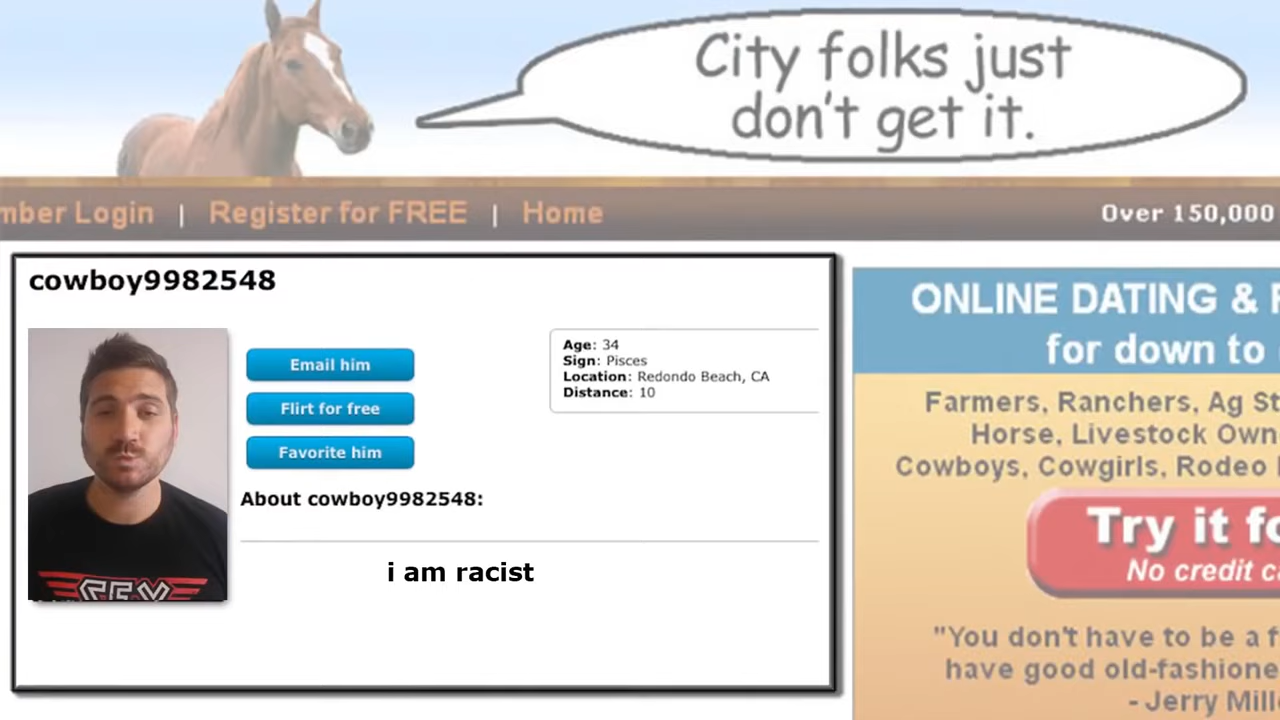 City folks just
don't get it.
mber Login | Register for FREE | Home
Over 150,000
cowboy9982548
Email him
Flirt for free
Favorite him
Age: 34
Sign: Pisces
Location: Redondo Beach, CA
Distance: 10
About cowboy9982548:
i am racist
ONLINE DATING &
for down to
Farmers, Ranchers, Ag St
Horse, Livestock Own
Cowboys, Cowgirls, Rodeo
Try it fo
No credit ca
"You don't have to be a f
have good old-fashione
- Jerry Mill